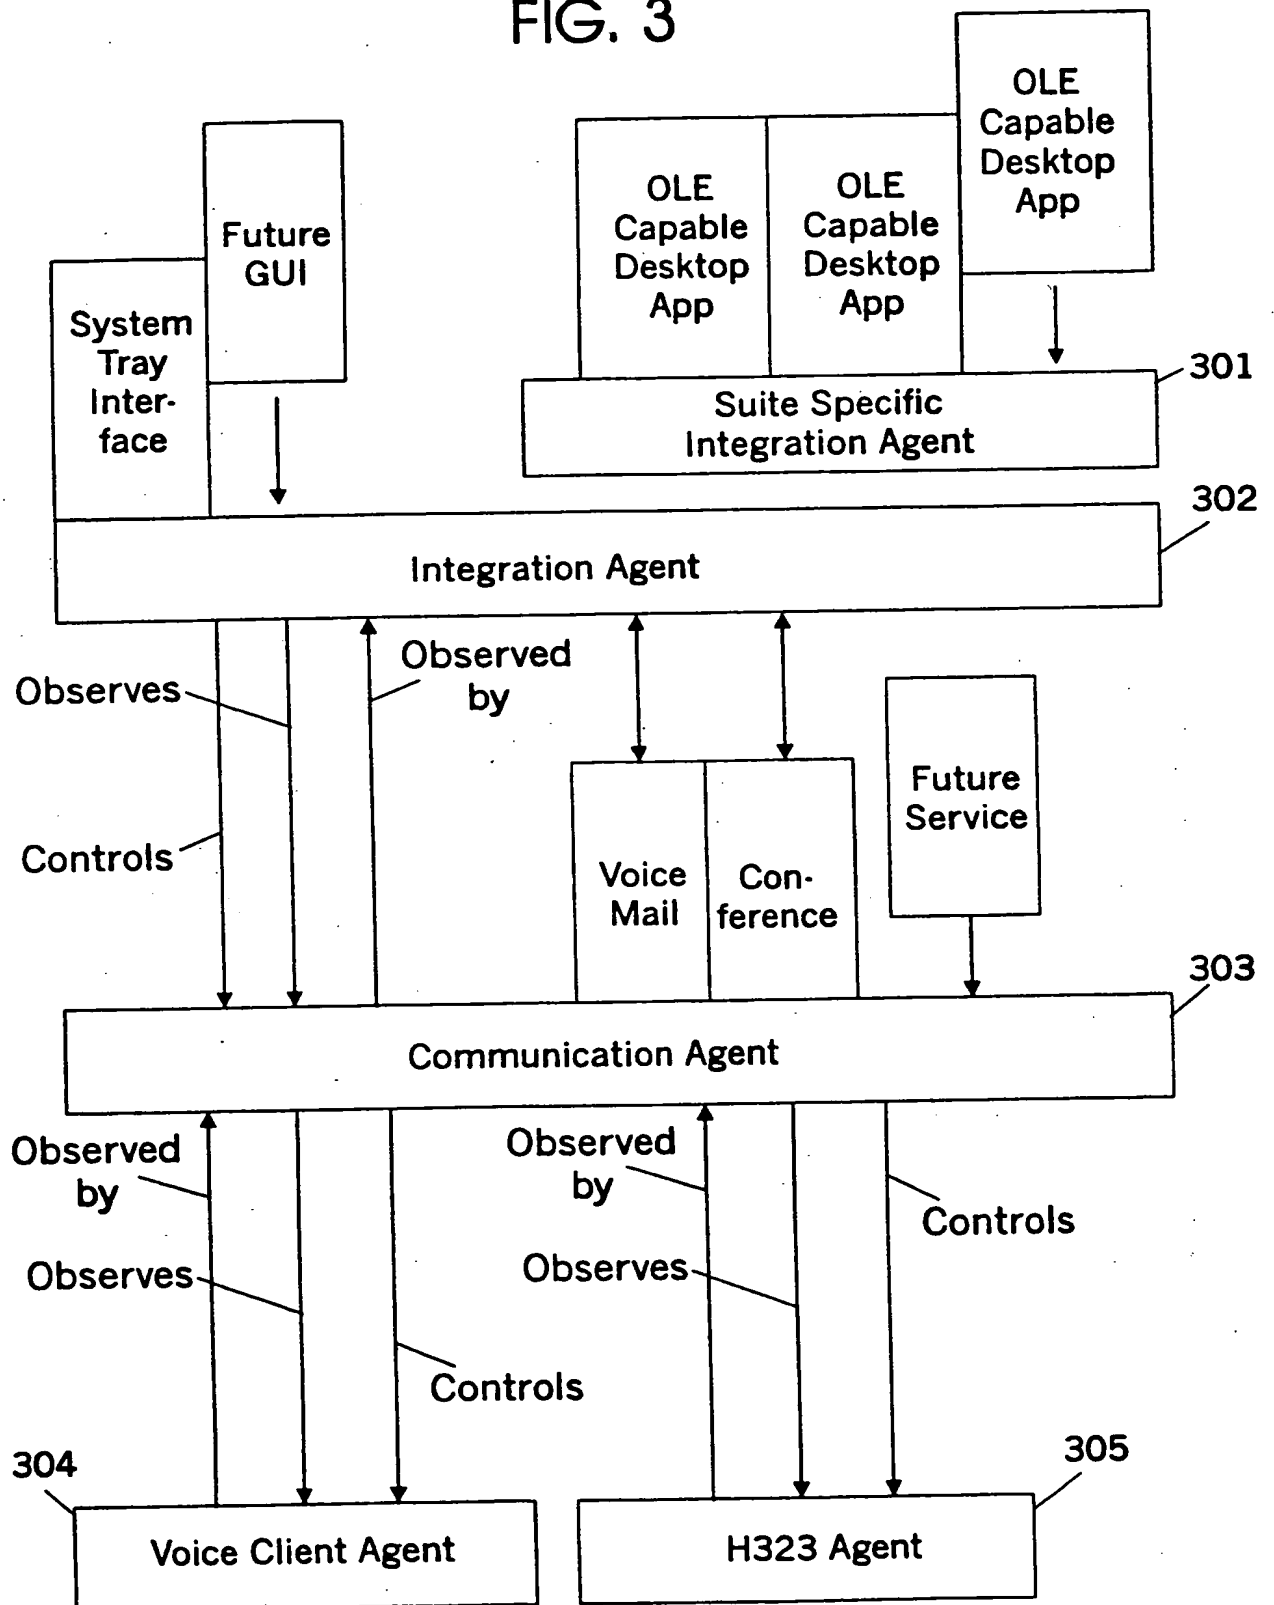 FIG. 3
OLE
Capable
Desktop
App
OLE
Capable
Desktop
App
OLE
Capable
Desktop
App
Future
GUI
System
Tray
Inter-
face
301
Suite Specific
Integration Agent
302
Integration Agent
Observed
by
Observes
Controls
Future
Service
Voice
Mail
Con-
ference
303
Communication Agent
Observed
by
Observes
Controls
Observed
by
Observes
Controls
304
Voice Client Agent
305
H323 Agent